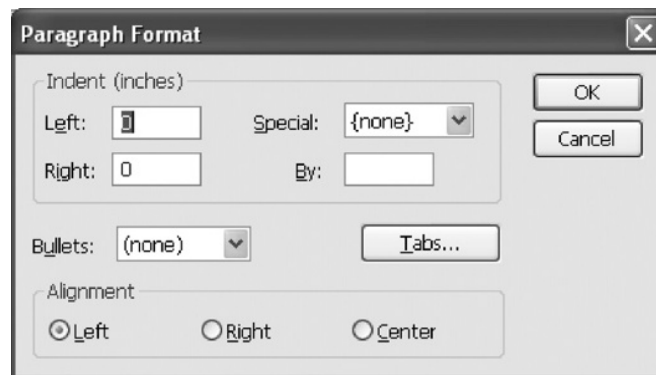 Paragraph Format
Indent (inches)
Left: 0 Special: {none}
Right: 0 By:
OK
Cancel
Bullets: (none) Tabs...
Alignment
Left Right Center